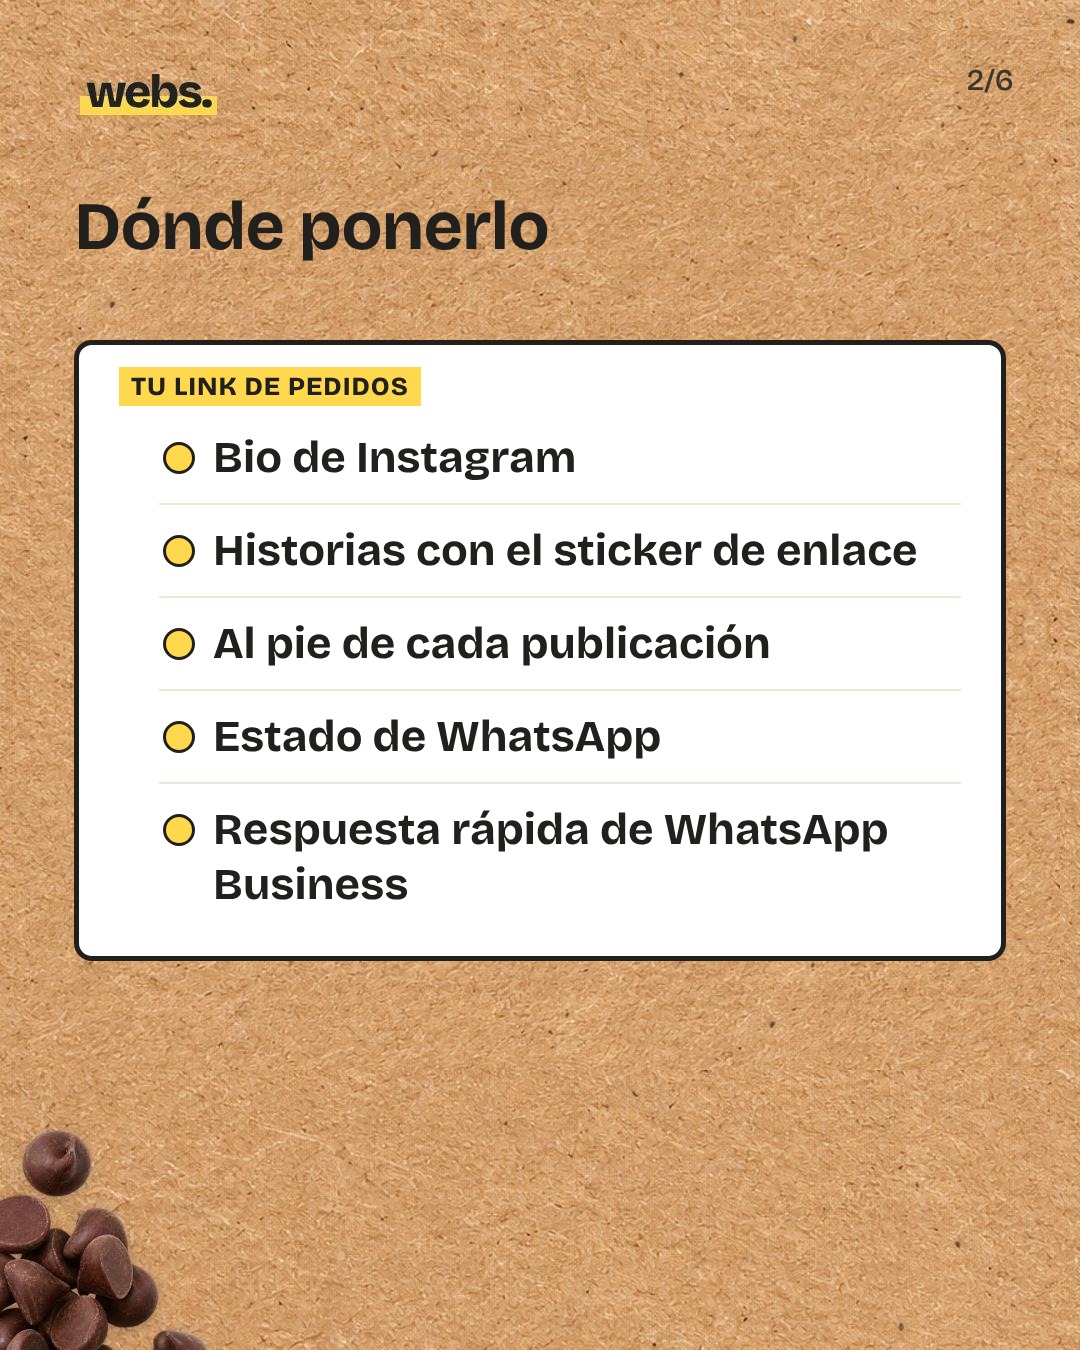 webs.
2/6
Dónde ponerlo
TU LINK DE PEDIDOS
Bio de Instagram
Historias con el sticker de enlace
Al pie de cada publicación
Estado de WhatsApp
Respuesta rápida de WhatsApp
Business